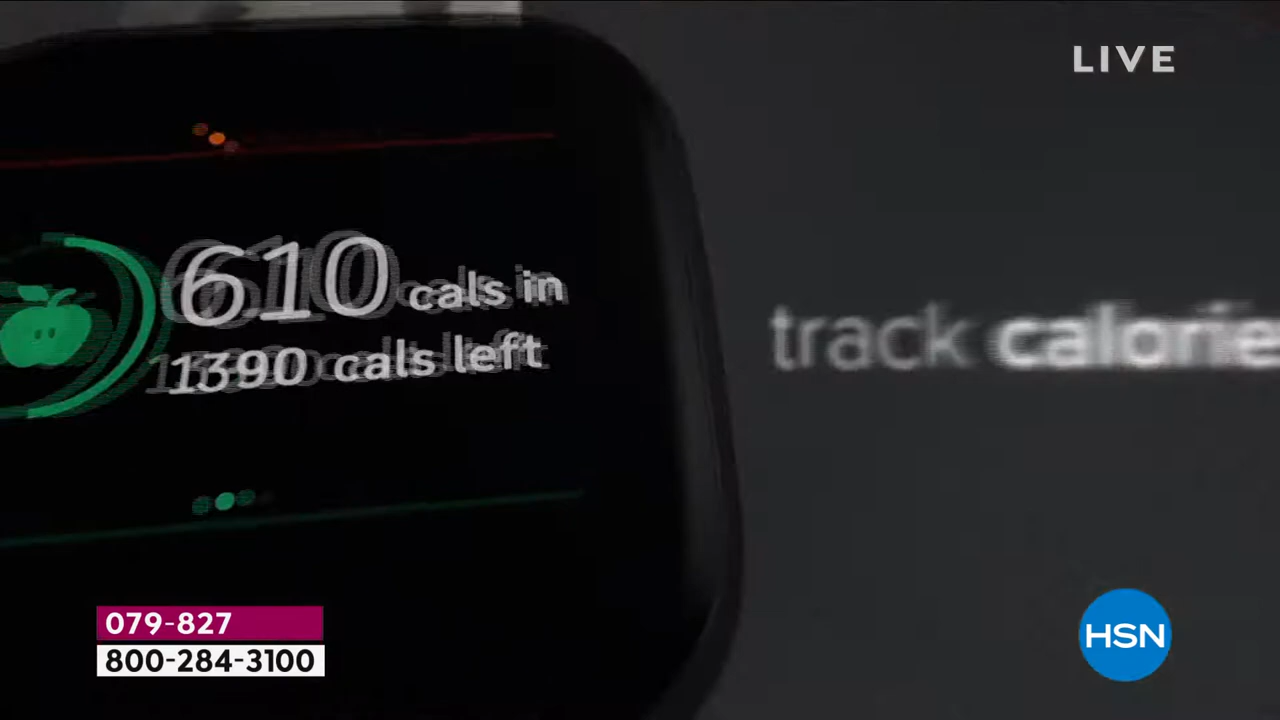 LIVE
610 cals in
1390 cals left
track calorie
079-827
800-284-3100
HSN